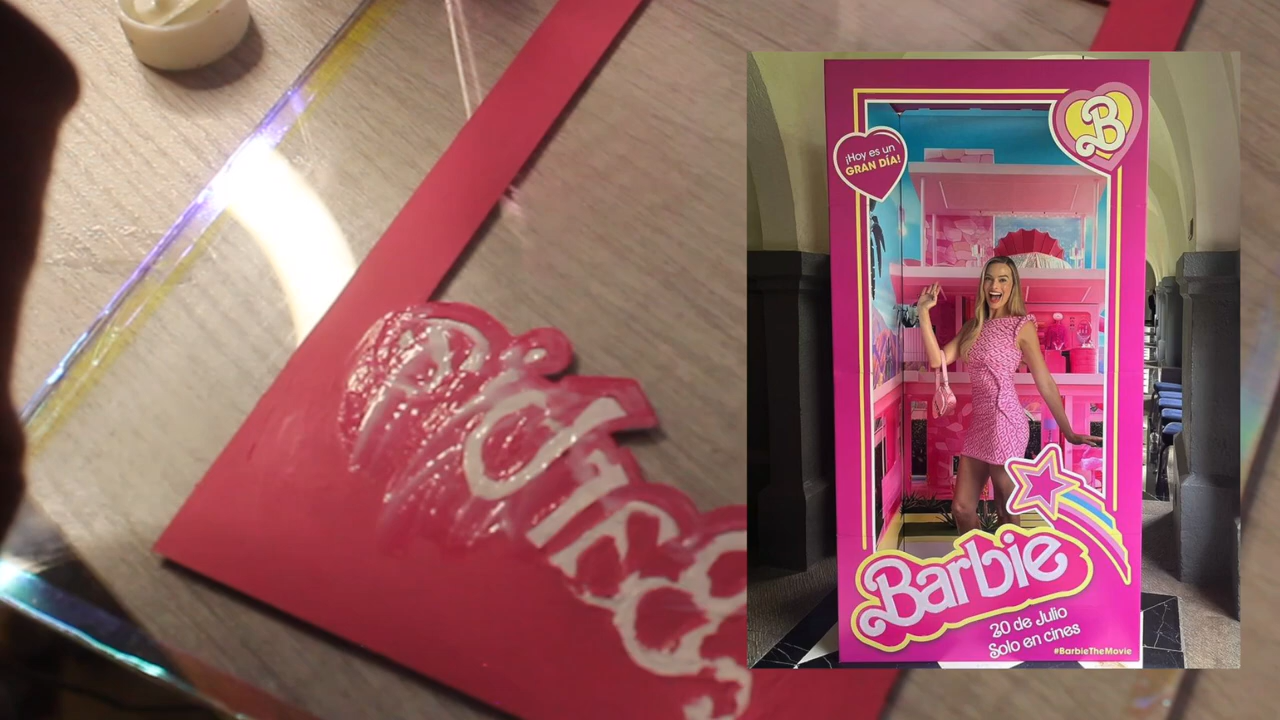 B
¡Hoy es un
GRAN DÍA!
Barbie
20 de Julio
Solo en cines
#BarbieTheMovie